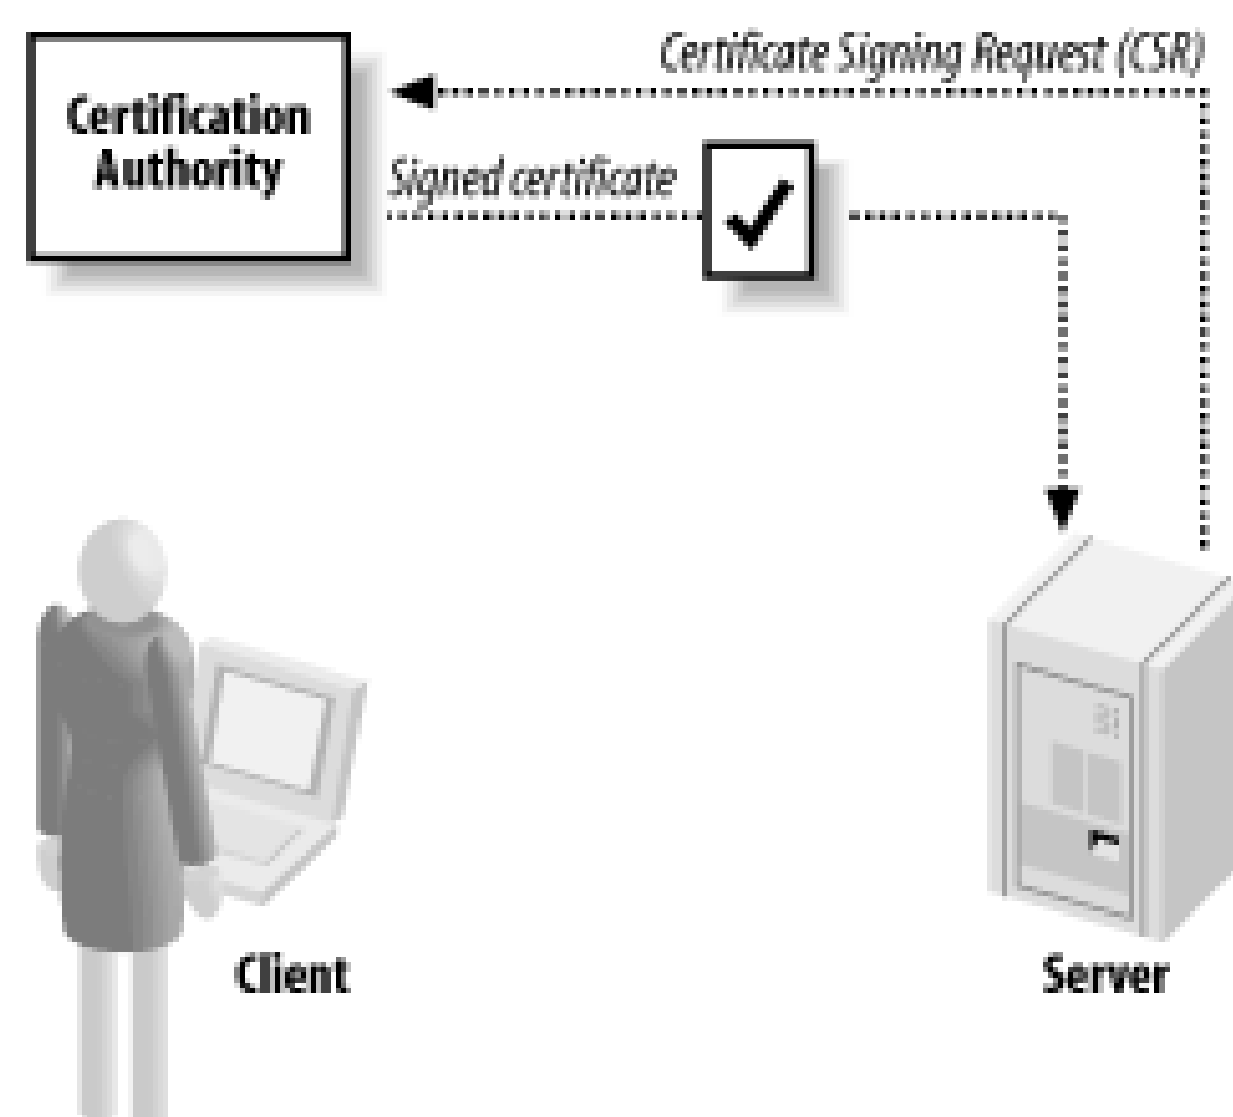 Certificate Signing Request (CSR)
Certification
Authority
Signed certificate
Client
Server